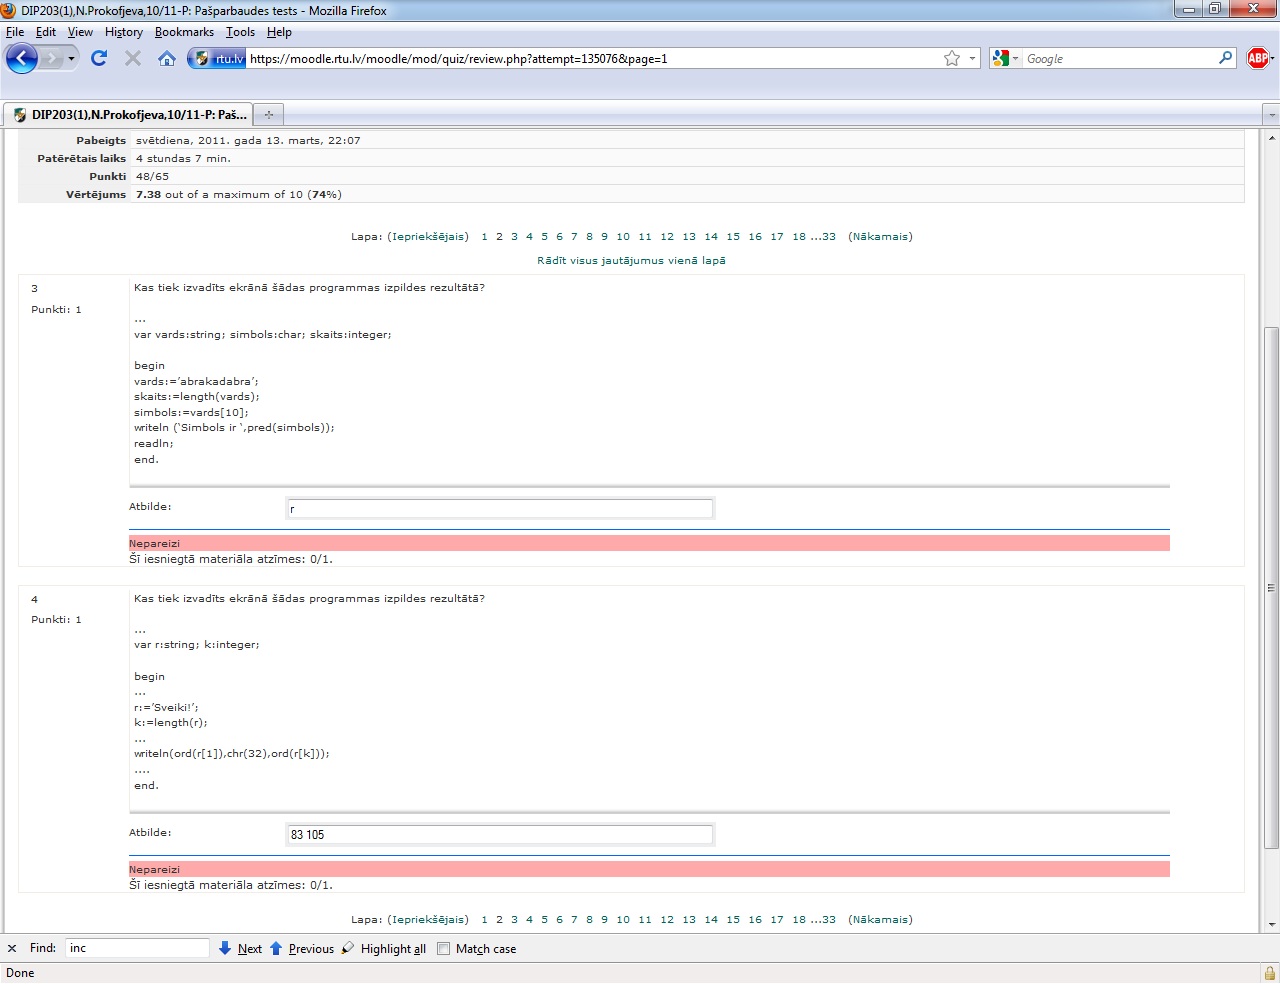 DIP203(1),N.Prokofjeva,10/11-P: Pašparbaudes tests - Mozilla Firefox
File Edit View History Bookmarks Tools Help
rtu.lv https://moodle.rtu.lv/moodle/mod/quiz/review.php?attempt=135076&page=1 Google ABP
DIP203(1),N.Prokofjeva,10/11-P: Paš...
Pabeigts svētdiena, 2011. gada 13. marts, 22:07
Patērētais laiks 4 stundas 7 min.
Punkti 48/65
Vērtējums 7.38 out of a maximum of 10 (74%)
Lapa: (Iepriekšējais) 1 2 3 4 5 6 7 8 9 10 11 12 13 14 15 16 17 18 ...33 (Nākamais)
Rādīt visus jautājumus vienā lapā
3 Kas tiek izvadīts ekrānā šādas programmas izpildes rezultātā?
Punkti: 1
...
var vards:string; simbols:char; skaits:integer;
begin
vards:=’abrakadabra’;
skaits:=length(vards);
simbols:=vards[10];
writeln (‘Simbols ir ‘,pred(simbols));
readln;
end.
Atbilde: r
Nepareizi
Šī iesniegtā materiāla atzīmes: 0/1.
4 Kas tiek izvadīts ekrānā šādas programmas izpildes rezultātā?
Punkti: 1
...
var r:string; k:integer;
begin
...
r:=’Sveiki!’;
k:=length(r);
...
writeln(ord(r[1]),chr(32),ord(r[k]));
....
end.
Atbilde: 83 105
Nepareizi
Šī iesniegtā materiāla atzīmes: 0/1.
Lapa: (Iepriekšējais) 1 2 3 4 5 6 7 8 9 10 11 12 13 14 15 16 17 18 ...33 (Nākamais)
Find: inc Next Previous Highlight all Match case
Done